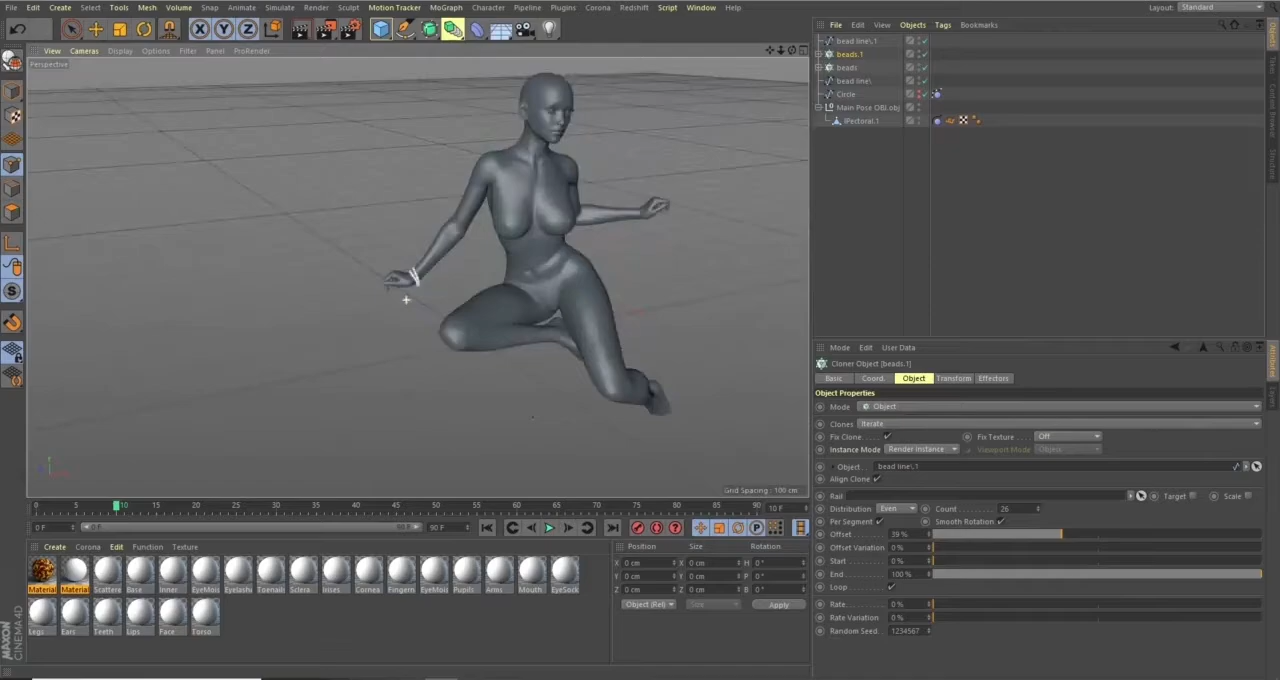 File Edit Create Select Tools Mesh Volume Snap Animate Simulate Render Sculpt Motion Tracker MoGraph Character Pipeline Plugins Corona Redshift Script Window Help Layout: Standard
File Edit View Objects Tags Bookmarks
View Cameras Display Options Filter Panel ProRender
Perspective
bead line\.1
beads.1
beads
bead line\
Circle
Main Pose OBJ.obj
lPectoral.1
Mode Edit User Data
Cloner Object [beads.1]
Basic Coord. Object Transform Effectors
Object Properties
Mode Object
Clones Iterate
Fix Clone Fix Texture Off
Instance Mode Render Instance Viewport Mode Object
Object bead line\.1
Align Clone
Rail Target Scale
Distribution Even Count 26
Per Segment Smooth Rotation
Offset 39 %
Offset Variation 0 %
Start 0 %
End 100 %
Loop
Rate 0 %
Rate Variation 0 %
Random Seed 1234567
Grid Spacing : 100 cm
0 5 10 15 20 25 30 35 40 45 50 55 60 65 70 75 80 85 90 10 F
0 F 0 F 90 F 90 F
Create Corona Edit Function Texture
Material Material Scattere Base Inner EyeMois Eyelashe Toenails Sclera Irises Cornea Fingern EyeMois Pupils Arms Mouth EyeSock
Legs Ears Teeth Lips Face Torso
Position Size Rotation
X 0 cm X 0 cm H 0 °
Y 0 cm Y 0 cm P 0 °
Z 0 cm Z 0 cm B 0 °
Object (Rel) Size Apply
MAXON
CINEMA 4D